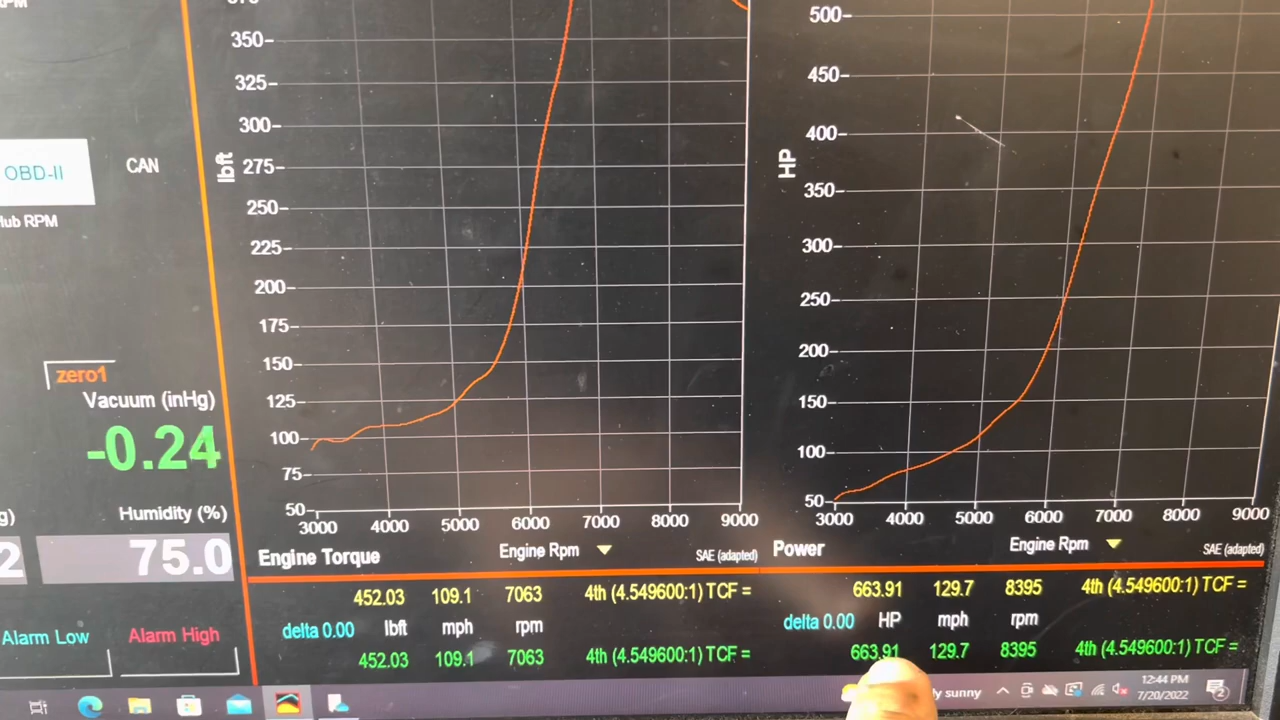 RPM
350
325
300
275
250
225
200
175
150
125
100
75
50
lbft
3000 4000 5000 6000 7000 8000 9000
500
450
400
350
300
250
200
150
100
50
HP
3000 4000 5000 6000 7000 8000 9000
OBD-II
CAN
RPM
zero1
Vacuum (inHg)
-0.24
Humidity (%)
75.0
Alarm Low
Alarm High
Engine Torque Engine Rpm SAE (adapted)
452.03 109.1 7063 4th (4.549600:1) TCF =
delta 0.00 lbft mph rpm
452.03 109.1 7063 4th (4.549600:1) TCF =
Power Engine Rpm SAE (adapted)
663.91 129.7 8395 4th (4.549600:1) TCF =
delta 0.00 HP mph rpm
663.91 129.7 8395 4th (4.549600:1) TCF =
sunny
12:44 PM
7/20/2022
2